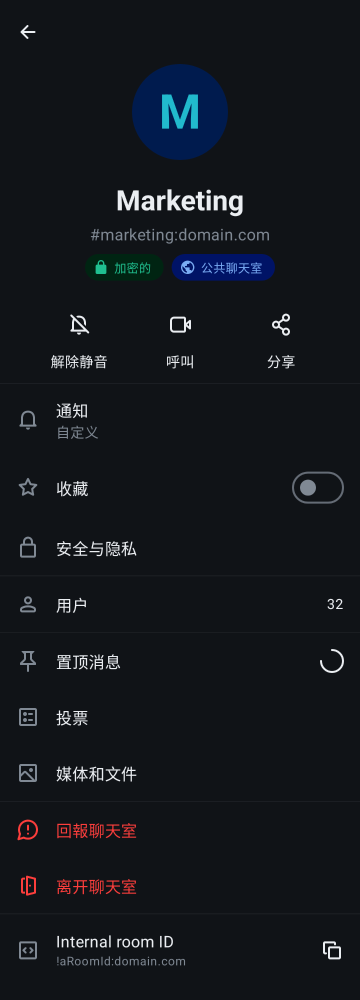 M
Marketing
#marketing:domain.com
加密的
公共聊天室
解除静音
呼叫
分享
通知
自定义
收藏
安全与隐私
用户
32
置顶消息
投票
媒体和文件
回報聊天室
离开聊天室
Internal room ID
!aRoomId:domain.com